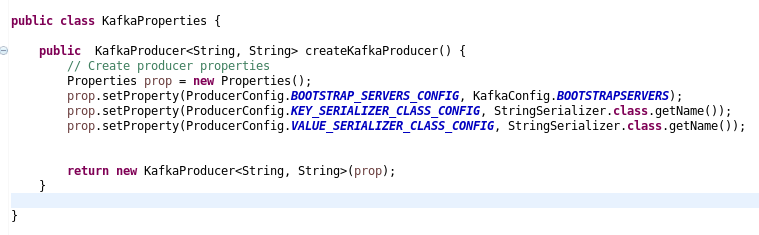 public class KafkaProperties {
public  KafkaProducer<String, String> createKafkaProducer() {
// Create producer properties
Properties prop = new Properties();
prop.setProperty(ProducerConfig.BOOTSTRAP_SERVERS_CONFIG, KafkaConfig.BOOTSTRAPSERVERS);
prop.setProperty(ProducerConfig.KEY_SERIALIZER_CLASS_CONFIG, StringSerializer.class.getName());
prop.setProperty(ProducerConfig.VALUE_SERIALIZER_CLASS_CONFIG, StringSerializer.class.getName());
return new KafkaProducer<String, String>(prop);
}
}